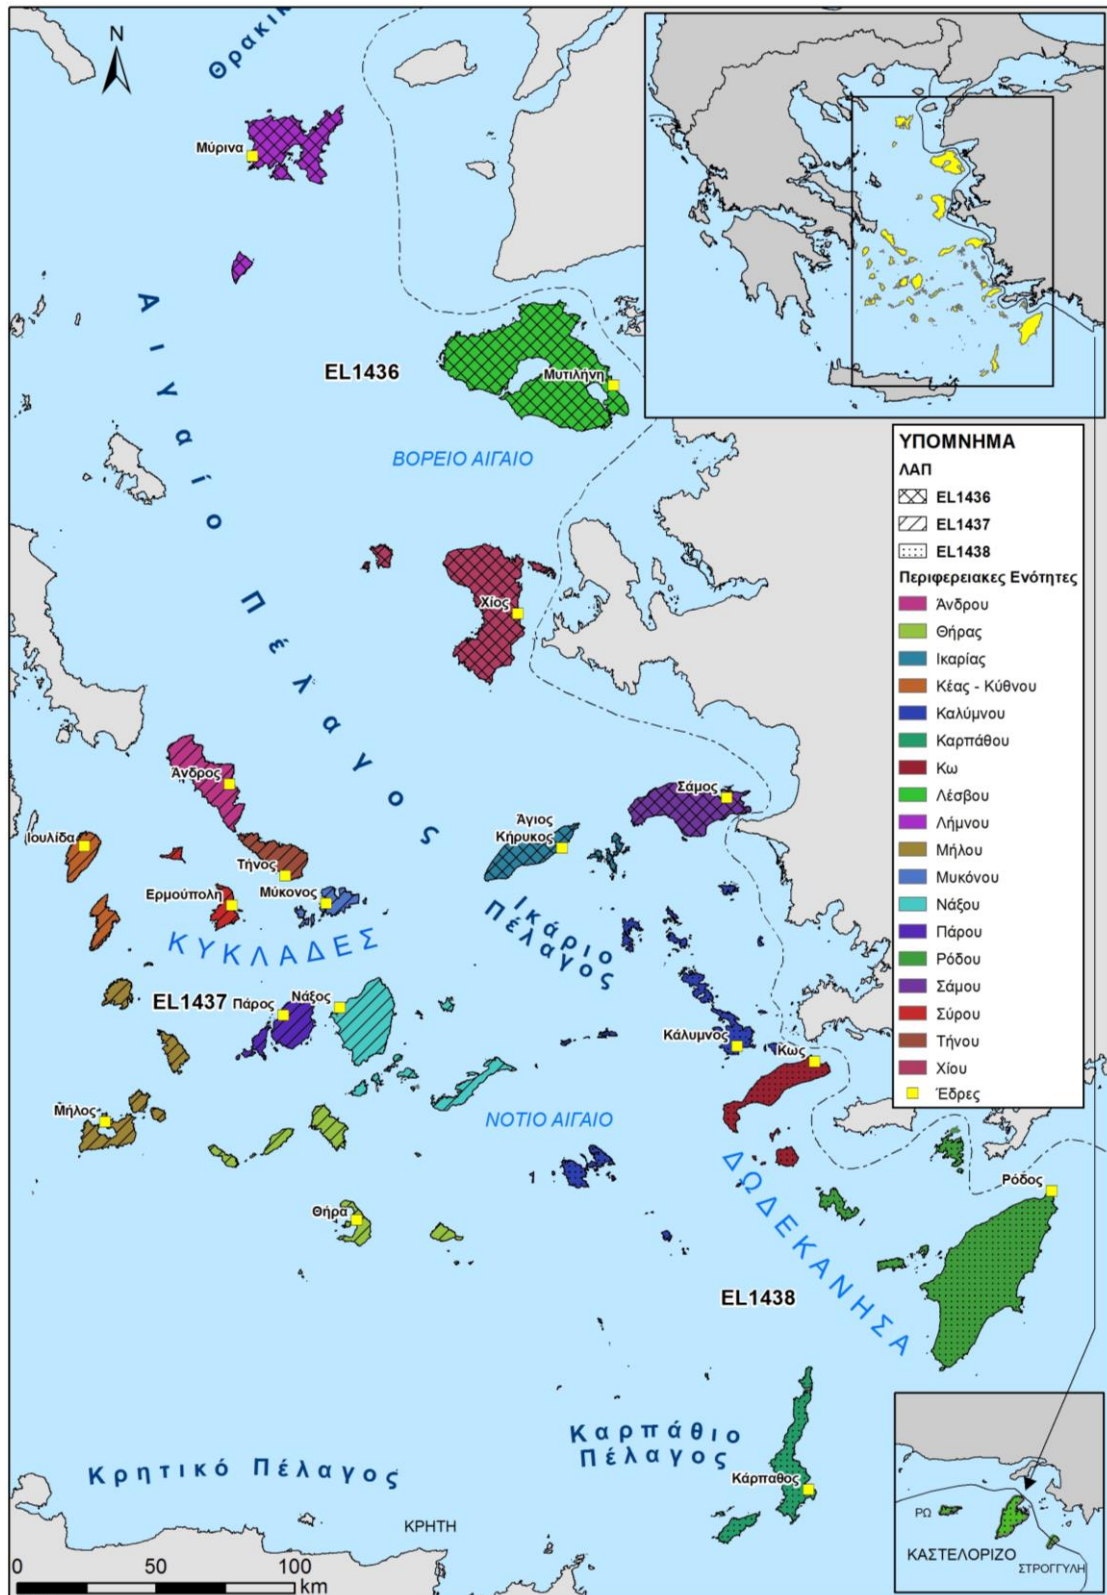 N
Θρακικ
Μύρινα
Αιγαίο Πέλαγος
EL1436
Μυτιλήνη
ΒΟΡΕΙΟ ΑΙΓΑΙΟ
Χίος
Άνδρος
Σάμος
Ιουλίδα
Άγιος
Κήρυκος
Τήνος
Ερμούπολη
Μύκονος
Ικάριο
Πέλαγος
ΚΥΚΛΑΔΕΣ
EL1437
Πάρος
Νάξος
Κάλυμνος
Κως
Μήλος
ΝΟΤΙΟ ΑΙΓΑΙΟ
ΔΩΔΕΚΑΝΗΣΑ
Ρόδος
Θήρα
EL1438
Καρπάθιο
Πέλαγος
Κρητικό Πέλαγος
Κάρπαθος
ΚΡΗΤΗ
0 50 100
km
ΥΠΟΜΝΗΜΑ
ΛΑΠ
EL1436
EL1437
EL1438
Περιφερειακες Ενότητες
Άνδρου
Θήρας
Ικαρίας
Κέας - Κύθνου
Καλύμνου
Καρπάθου
Κω
Λέσβου
Λήμνου
Μήλου
Μυκόνου
Νάξου
Πάρου
Ρόδου
Σάμου
Σύρου
Τήνου
Χίου
Έδρες
ΡΩ
ΚΑΣΤΕΛΟΡΙΖΟ
ΣΤΡΟΓΓΥΛΗ